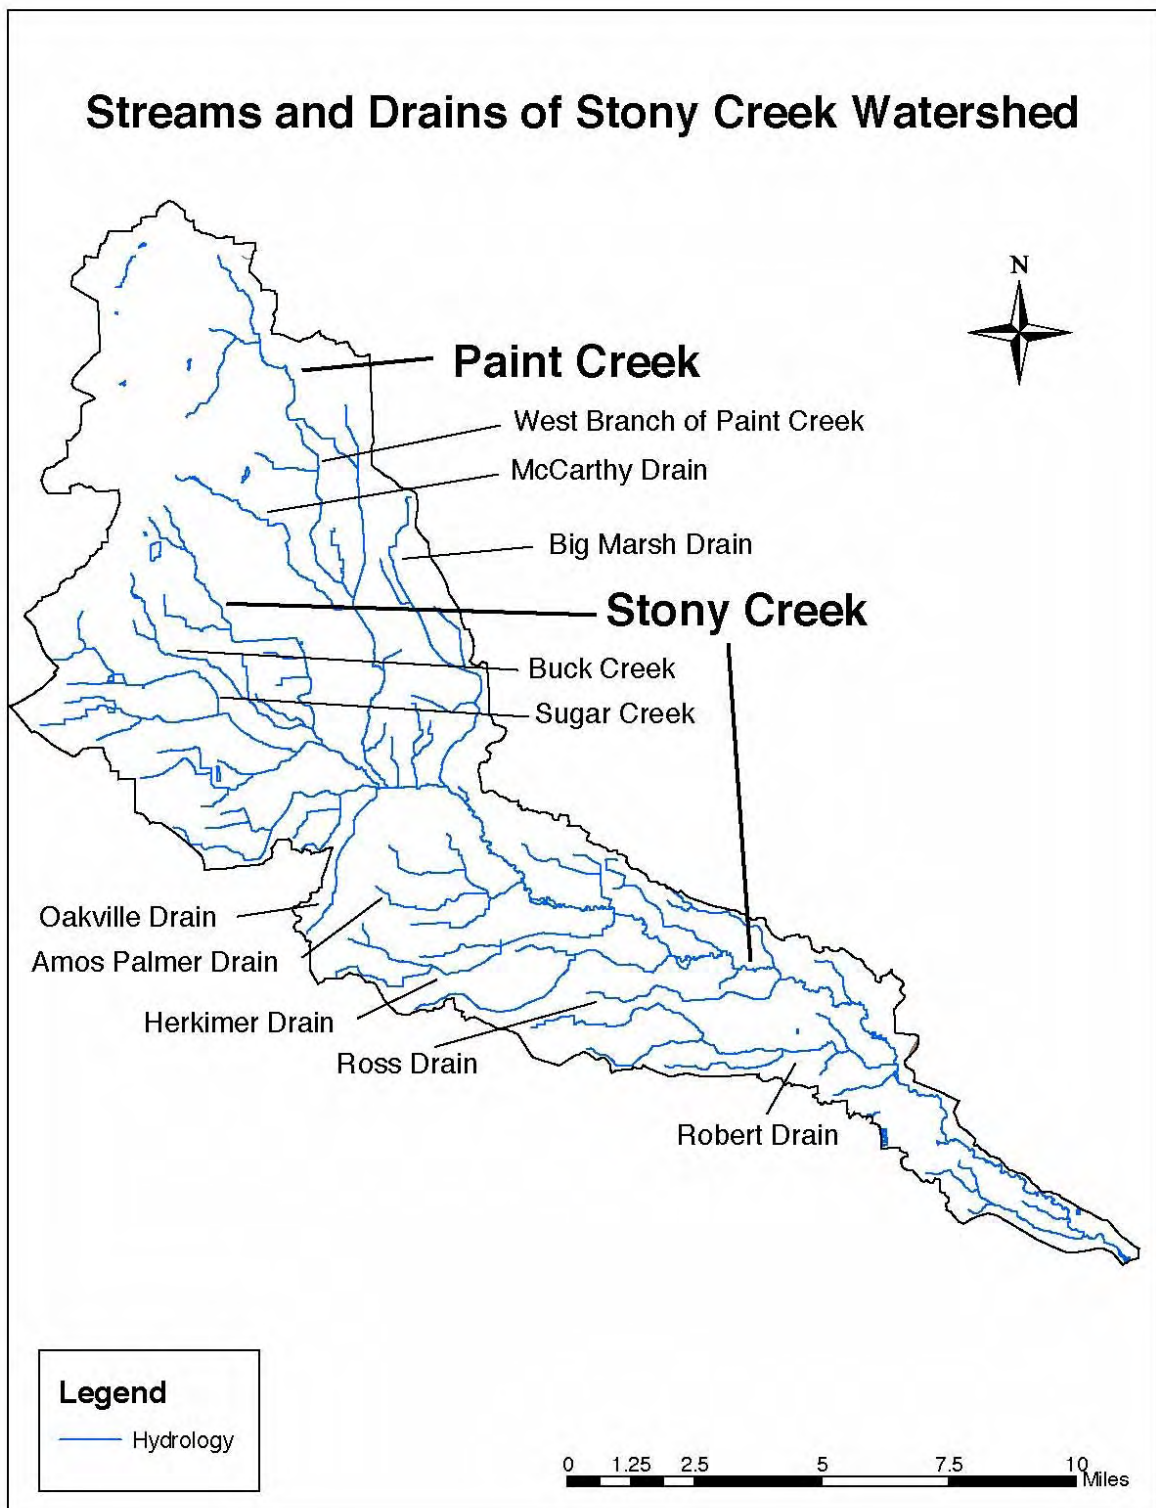 Streams and Drains of Stony Creek Watershed
N
Paint Creek
West Branch of Paint Creek
McCarthy Drain
Big Marsh Drain
Stony Creek
Buck Creek
Sugar Creek
Oakville Drain
Amos Palmer Drain
Herkimer Drain
Ross Drain
Robert Drain
Legend
Hydrology
0 1.25 2.5 5 7.5 10
Miles